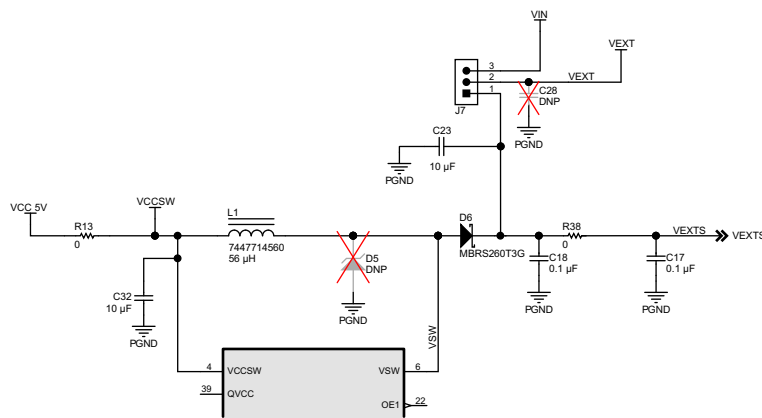 VIN
VEXT
3
2
VEXT
1
C28
DNP
J7
PGND
C23
10 µF
PGND
VCC 5V
VCCSW
R13
0
L1
7447714560
56 µH
D5
DNP
PGND
D6
MBRS260T3G
C18
0.1 µF
PGND
R38
0
C17
0.1 µF
PGND
VEXTS
VEXTS
C32
10 µF
PGND
VSW
4
VCCSW
VSW
6
39
QVCC
OE1
22